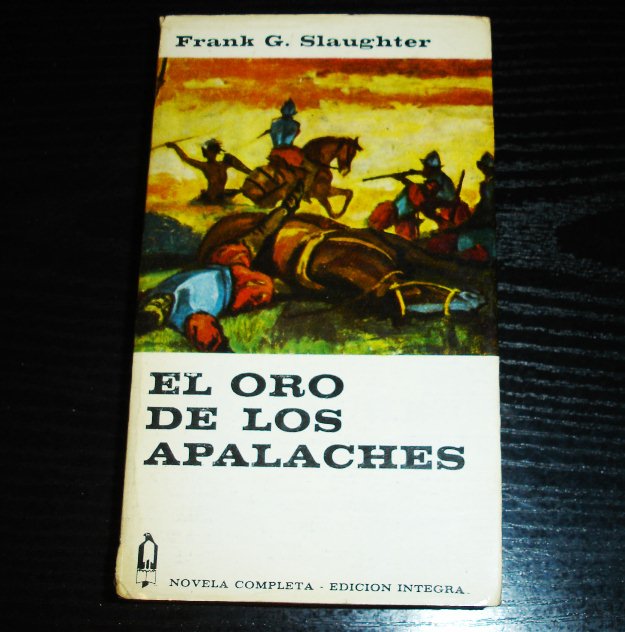 Frank G. Slaughter
EL ORO
DE LOS
APALACHES
NOVELA COMPLETA - EDICION INTEGRA